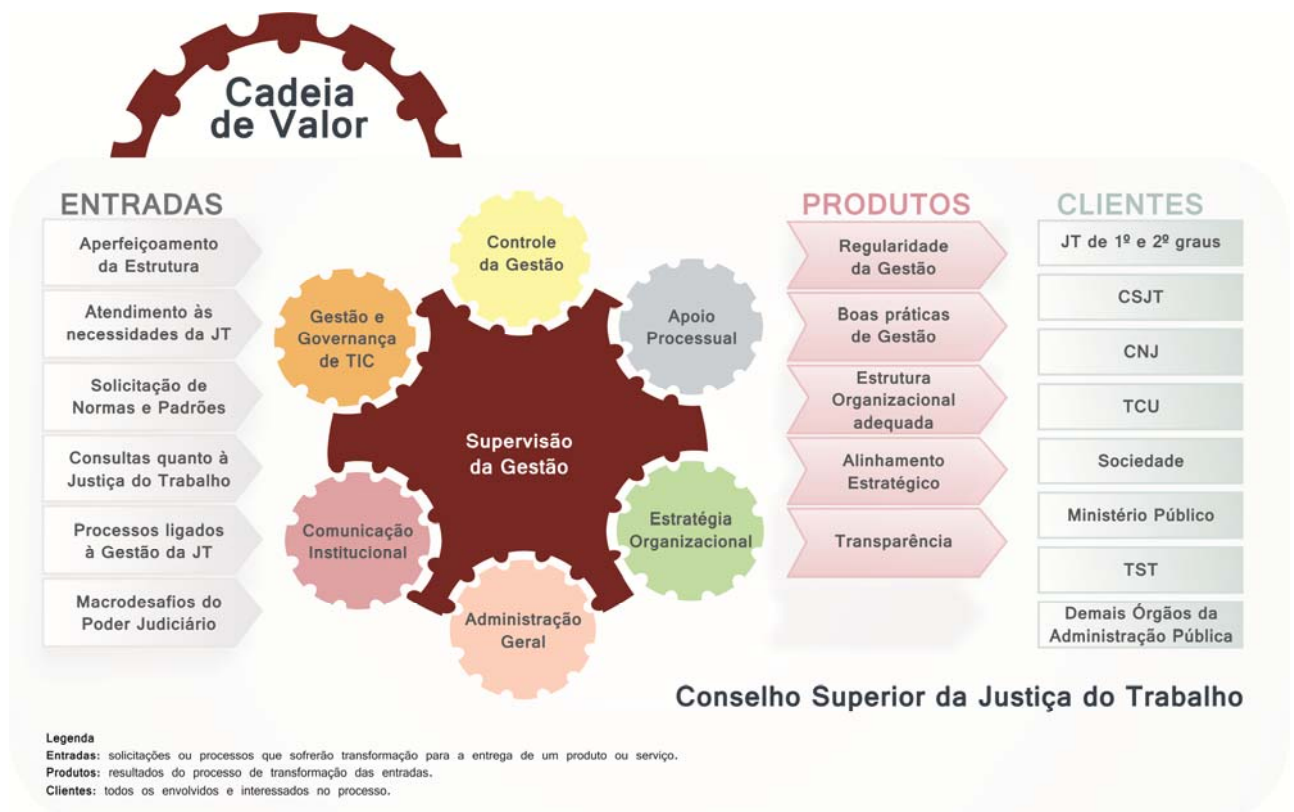 Cadeia
de Valor
ENTRADAS
Aperfeiçoamento
da Estrutura
Atendimento às
necessidades da JT
Solicitação de
Normas e Padrões
Consultas quanto à
Justiça do Trabalho
Processos ligados
à Gestão da JT
Macrodesafios do
Poder Judiciário
Controle
da Gestão
Gestão e
Governança
de TIC
Apoio
Processual
Supervisão
da Gestão
Comunicação
Institucional
Estratégia
Organizacional
Administração
Geral
PRODUTOS
Regularidade
da Gestão
Boas práticas
de Gestão
Estrutura
Organizacional
adequada
Alinhamento
Estratégico
Transparência
CLIENTES
JT de 1º e 2º graus
CSJT
CNJ
TCU
Sociedade
Ministério Público
TST
Demais Órgãos da
Administração Pública
Conselho Superior da Justiça do Trabalho
Legenda
Entradas: solicitações ou processos que sofrerão transformação para a entrega de um produto ou serviço.
Produtos: resultados do processo de transformação das entradas.
Clientes: todos os envolvidos e interessados no processo.